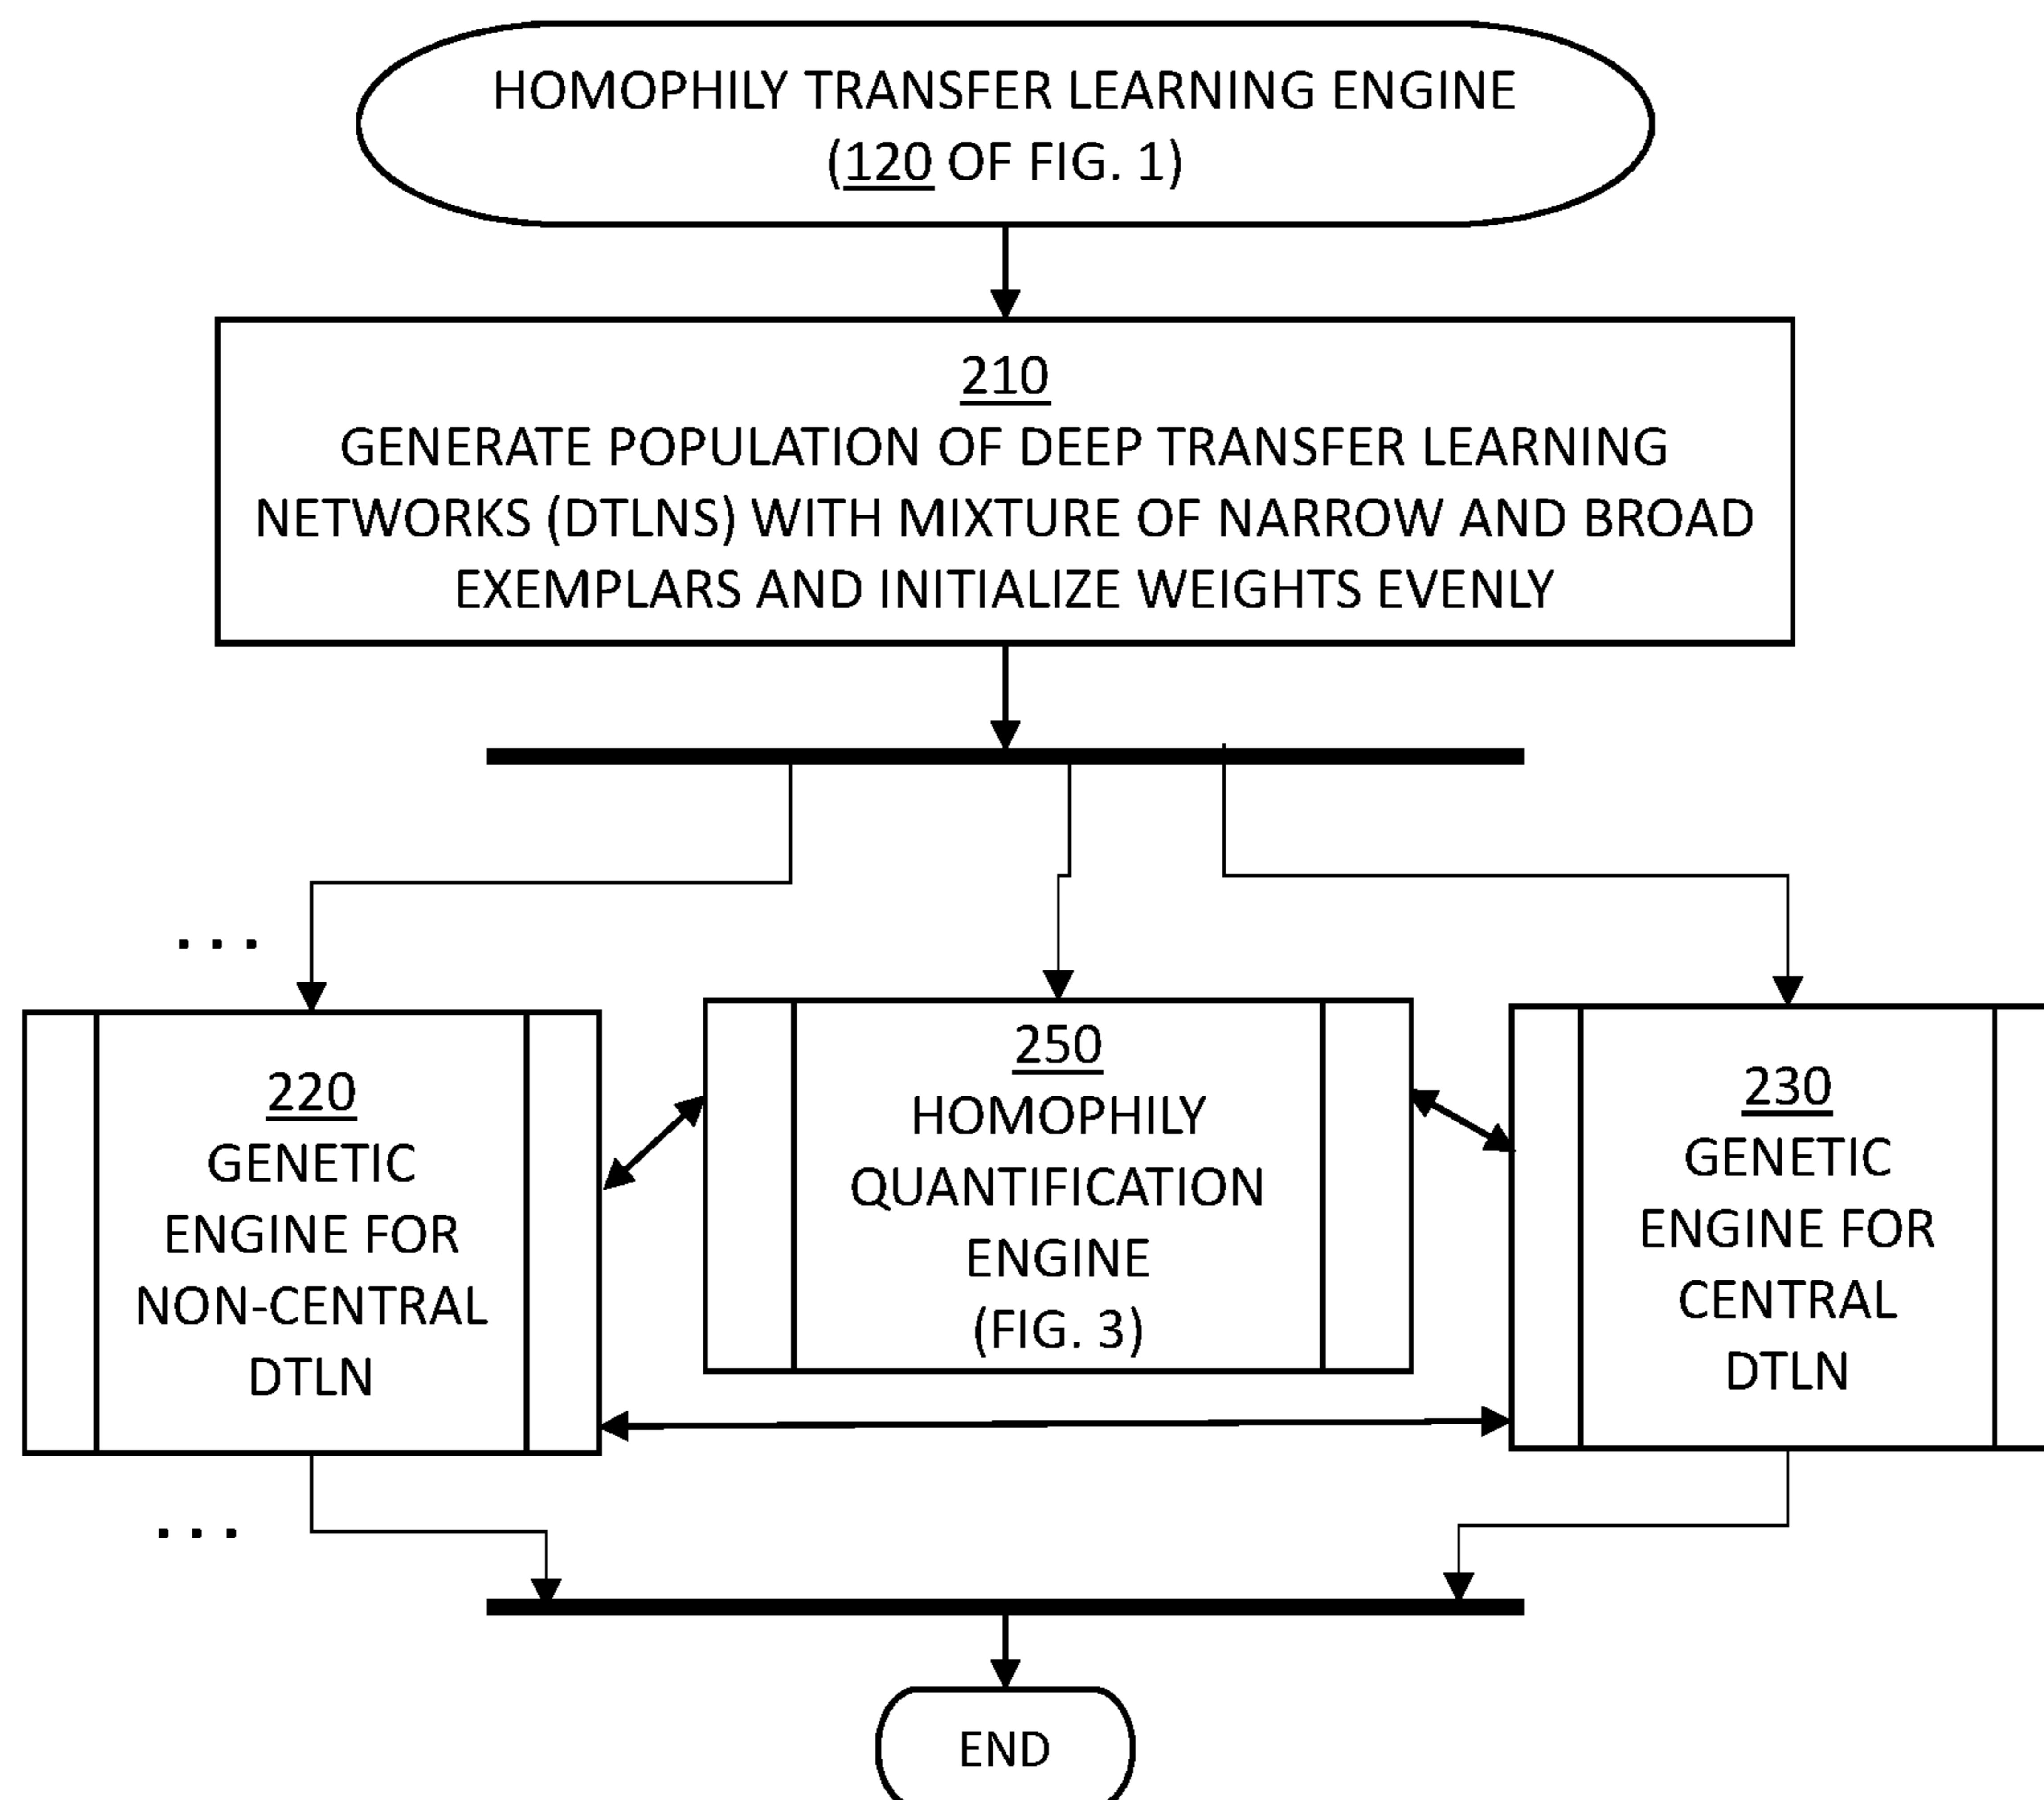 HOMOPHILY TRANSFER LEARNING ENGINE
(120 OF FIG. 1)
210
GENERATE POPULATION OF DEEP TRANSFER LEARNING
NETWORKS (DTLNS) WITH MIXTURE OF NARROW AND BROAD
EXEMPLARS AND INITIALIZE WEIGHTS EVENLY
. . .
220
GENETIC
ENGINE FOR
NON-CENTRAL
DTLN
250
HOMOPHILY
QUANTIFICATION
ENGINE
(FIG. 3)
230
GENETIC
ENGINE FOR
CENTRAL
DTLN
. . .
END